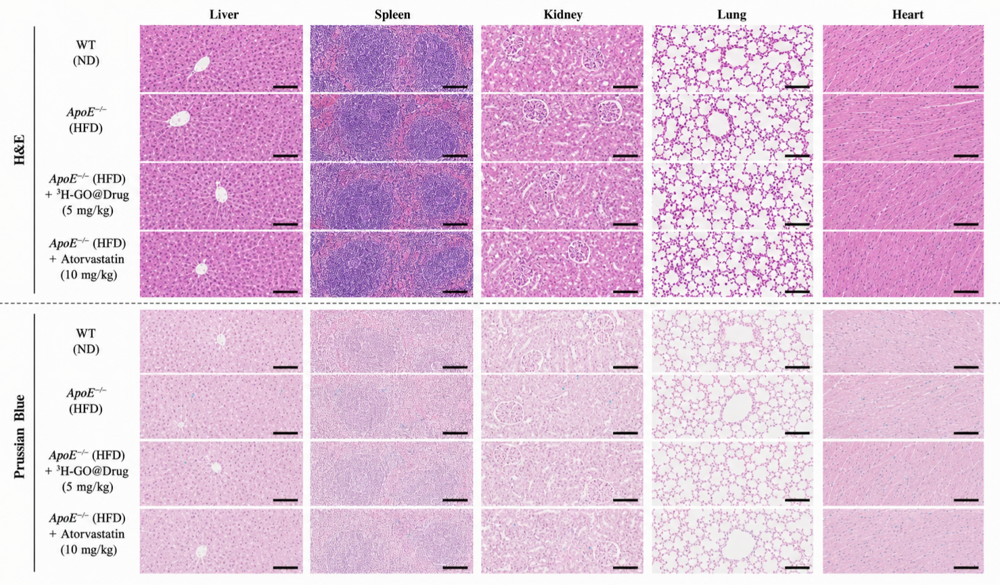 Liver Spleen Kidney Lung Heart
H&E
WT
(ND)
ApoE⁻/⁻
(HFD)
ApoE⁻/⁻ (HFD)
+ ³H-GO@Drug
(5 mg/kg)
ApoE⁻/⁻ (HFD)
+ Atorvastatin
(10 mg/kg)
Prussian Blue
WT
(ND)
ApoE⁻/⁻
(HFD)
ApoE⁻/⁻ (HFD)
+ ³H-GO@Drug
(5 mg/kg)
ApoE⁻/⁻ (HFD)
+ Atorvastatin
(10 mg/kg)